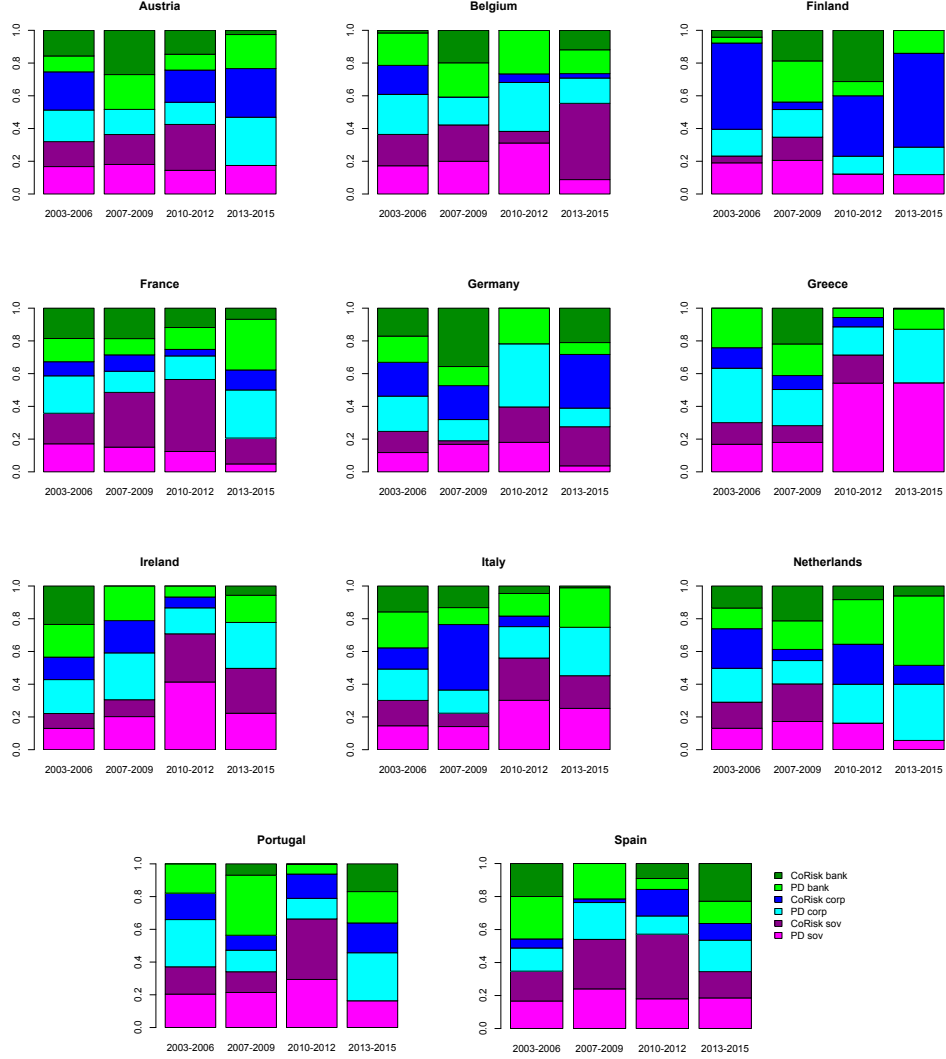 Austria
Belgium
Finland
0.0 0.2 0.4 0.6 0.8 1.0
0.0 0.2 0.4 0.6 0.8 1.0
0.0 0.2 0.4 0.6 0.8 1.0
2003-2006 2007-2009 2010-2012 2013-2015
2003-2006 2007-2009 2010-2012 2013-2015
2003-2006 2007-2009 2010-2012 2013-2015
France
Germany
Greece
0.0 0.2 0.4 0.6 0.8 1.0
0.0 0.2 0.4 0.6 0.8 1.0
0.0 0.2 0.4 0.6 0.8 1.0
2003-2006 2007-2009 2010-2012 2013-2015
2003-2006 2007-2009 2010-2012 2013-2015
2003-2006 2007-2009 2010-2012 2013-2015
Ireland
Italy
Netherlands
0.0 0.2 0.4 0.6 0.8 1.0
0.0 0.2 0.4 0.6 0.8 1.0
0.0 0.2 0.4 0.6 0.8 1.0
2003-2006 2007-2009 2010-2012 2013-2015
2003-2006 2007-2009 2010-2012 2013-2015
2003-2006 2007-2009 2010-2012 2013-2015
Portugal
Spain
0.0 0.2 0.4 0.6 0.8 1.0
0.0 0.2 0.4 0.6 0.8 1.0
2003-2006 2007-2009 2010-2012 2013-2015
2003-2006 2007-2009 2010-2012 2013-2015
CoRisk bank
PD bank
CoRisk corp
PD corp
CoRisk sov
PD sov